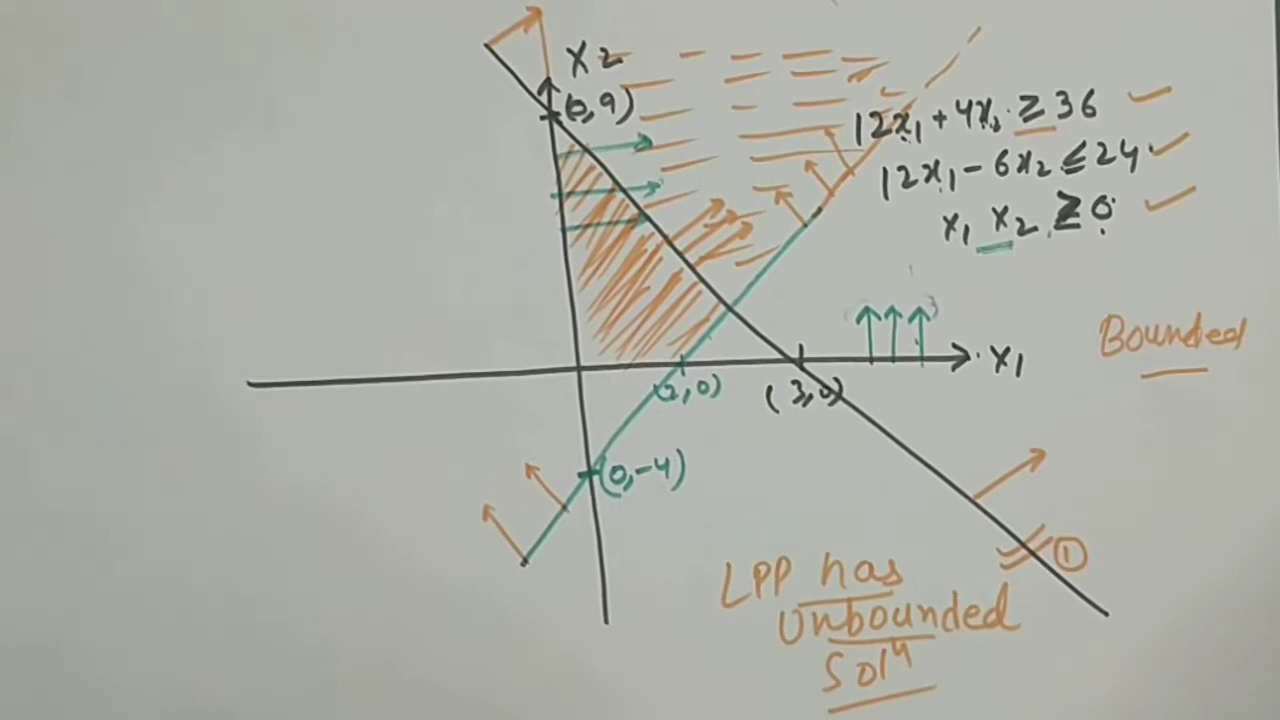 x2
(0,9)
12x1 + 4x2 ≥ 36
12x1 - 6x2 ≤ 24
x1 x2 ≥ 0
Bounded
x1
(2,0)
(3,0)
(0,-4)
1
LPP has
Unbounded
Solⁿ